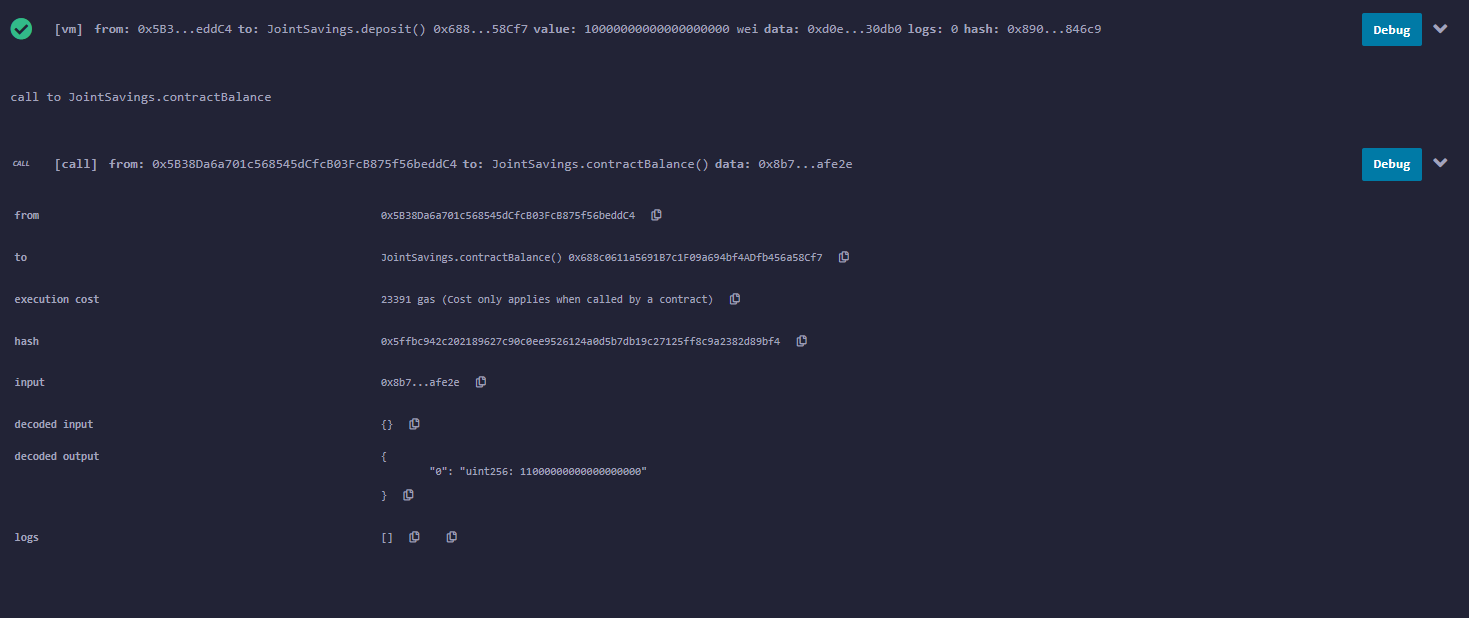 [vm] from: 0x5B3...eddC4 to: JointSavings.deposit() 0x688...58Cf7 value: 10000000000000000000 wei data: 0xd0e...30db0 logs: 0 hash: 0x890...846c9 Debug
call to JointSavings.contractBalance
CALL [call] from: 0x5B38Da6a701c568545dCfcB03FcB875f56beddC4 to: JointSavings.contractBalance() data: 0x8b7...afe2e Debug
from 0x5B38Da6a701c568545dCfcB03FcB875f56beddC4
to JointSavings.contractBalance() 0x688c0611a5691B7c1F09a694bf4ADfb456a58Cf7
execution cost 23391 gas (Cost only applies when called by a contract)
hash 0x5ffbc942c202189627c90c0ee9526124a0d5b7db19c27125ff8c9a2382d89bf4
input 0x8b7...afe2e
decoded input {}
decoded output {
"0": "uint256: 11000000000000000000"
}
logs []